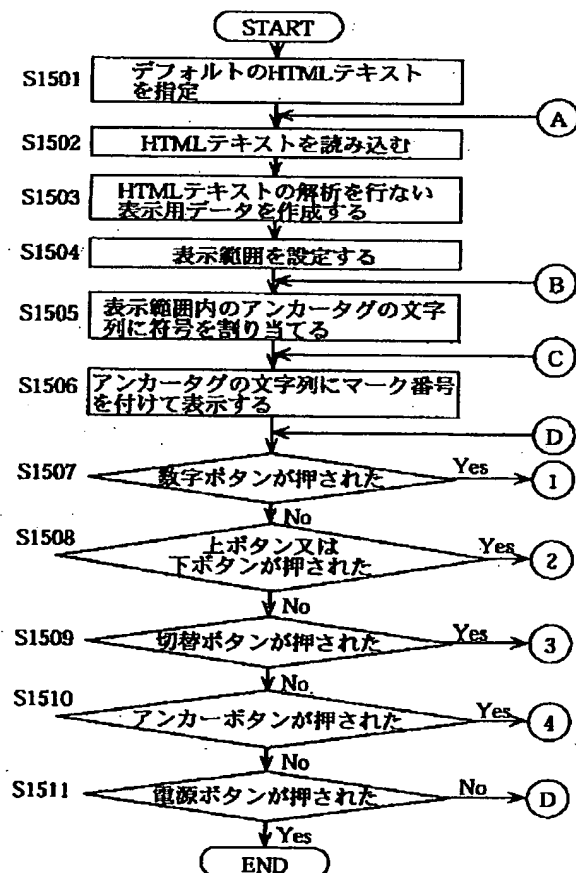 START
S1501
デフォルトのHTMLテキスト
を指定
A
S1502
HTMLテキストを読み込む
S1503
HTMLテキストの解析を行ない
表示用データを作成する
S1504
表示範囲を設定する
B
S1505
表示範囲内のアンカータグの文字
列に符号を割り当てる
C
S1506
アンカータグの文字列にマーク番号
を付けて表示する
D
S1507
数字ボタンが押された
Yes
1
No
S1508
上ボタン又は
下ボタンが押された
Yes
2
No
S1509
切替ボタンが押された
Yes
3
No
S1510
アンカーボタンが押された
Yes
4
No
S1511
電源ボタンが押された
No
D
Yes
END